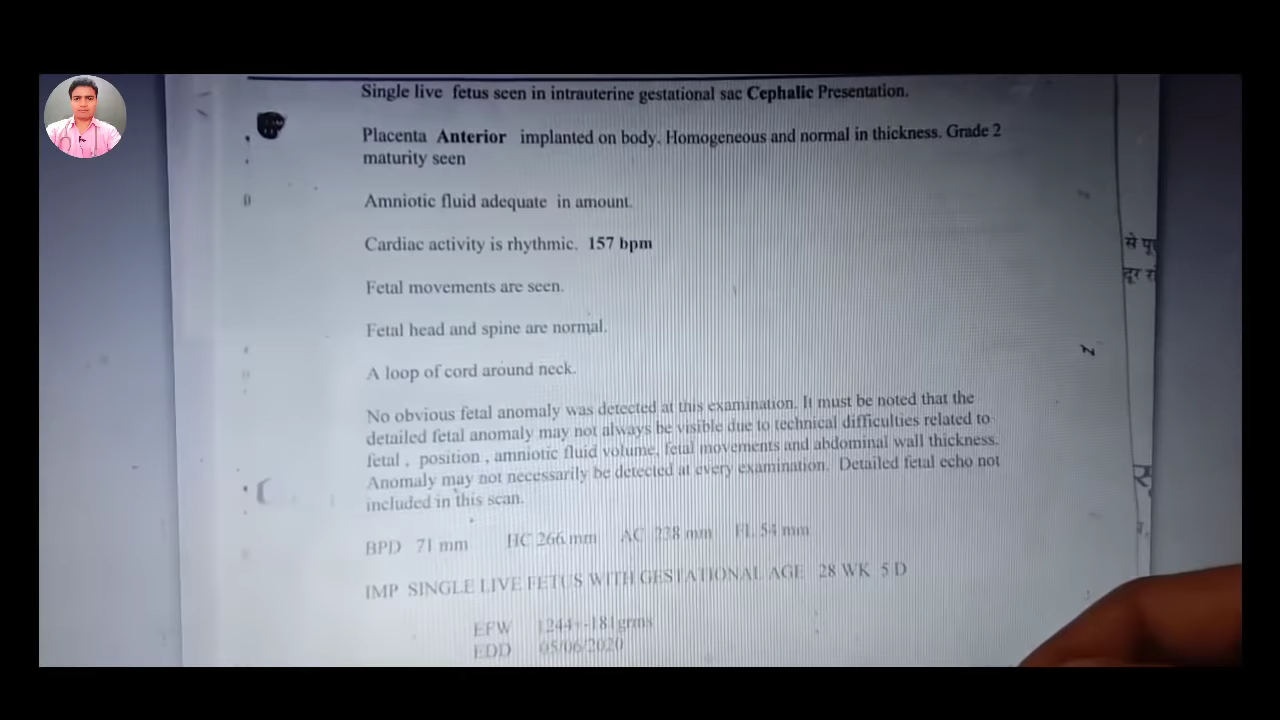 Single live fetus seen in intrauterine gestational sac Cephalic Presentation.
Placenta Anterior implanted on body. Homogeneous and normal in thickness. Grade 2
maturity seen
Amniotic fluid adequate in amount.
Cardiac activity is rhythmic. 157 bpm
Fetal movements are seen.
Fetal head and spine are normal.
A loop of cord around neck.
No obvious fetal anomaly was detected at this examination. It must be noted that the
detailed fetal anomaly may not always be visible due to technical difficulties related to
fetal , position , amniotic fluid volume, fetal movements and abdominal wall thickness.
Anomaly may not necessarily be detected at every examination. Detailed fetal echo not
included in this scan.
BPD 71 mm HC 266 mm AC 238 mm FL 54 mm
IMP SINGLE LIVE FETUS WITH GESTATIONAL AGE 28 WK 5 D
EFW 1244+-181grms
EDD 05/06/2020
से
दूर